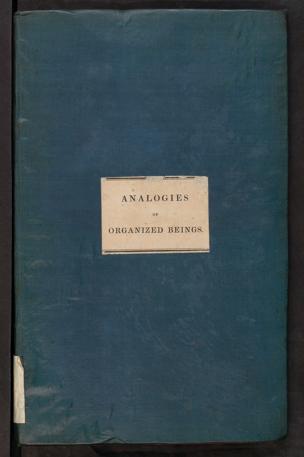 ANALOGIES
OF
ORGANIZED BEINGS.